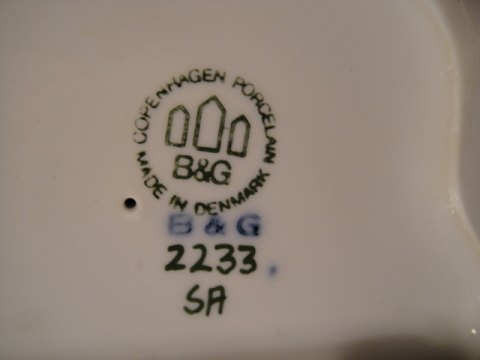 COPENHAGEN PORCELAIN
B&G
MADE IN DENMARK
B & G
2233
SA